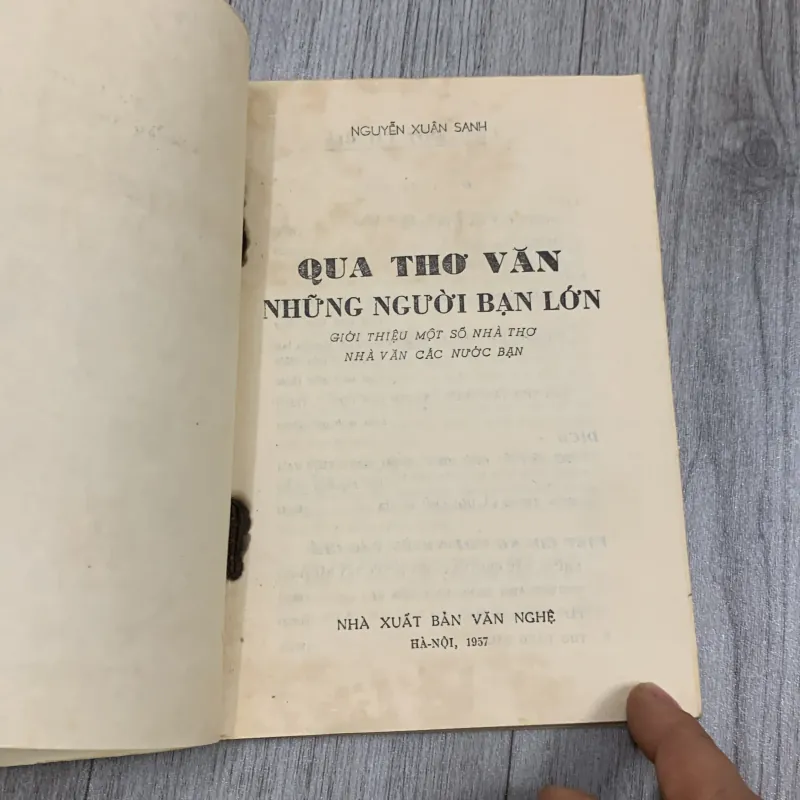 NGUYỄN XUÂN SANH
QUA THƠ VĂN
NHỮNG NGƯỜI BẠN LỚN
GIỚI THIỆU MỘT SỐ NHÀ THƠ
NHÀ VĂN CÁC NƯỚC BẠN
NHÀ XUẤT BẢN VĂN NGHỆ
HÀ-NỘI, 1957